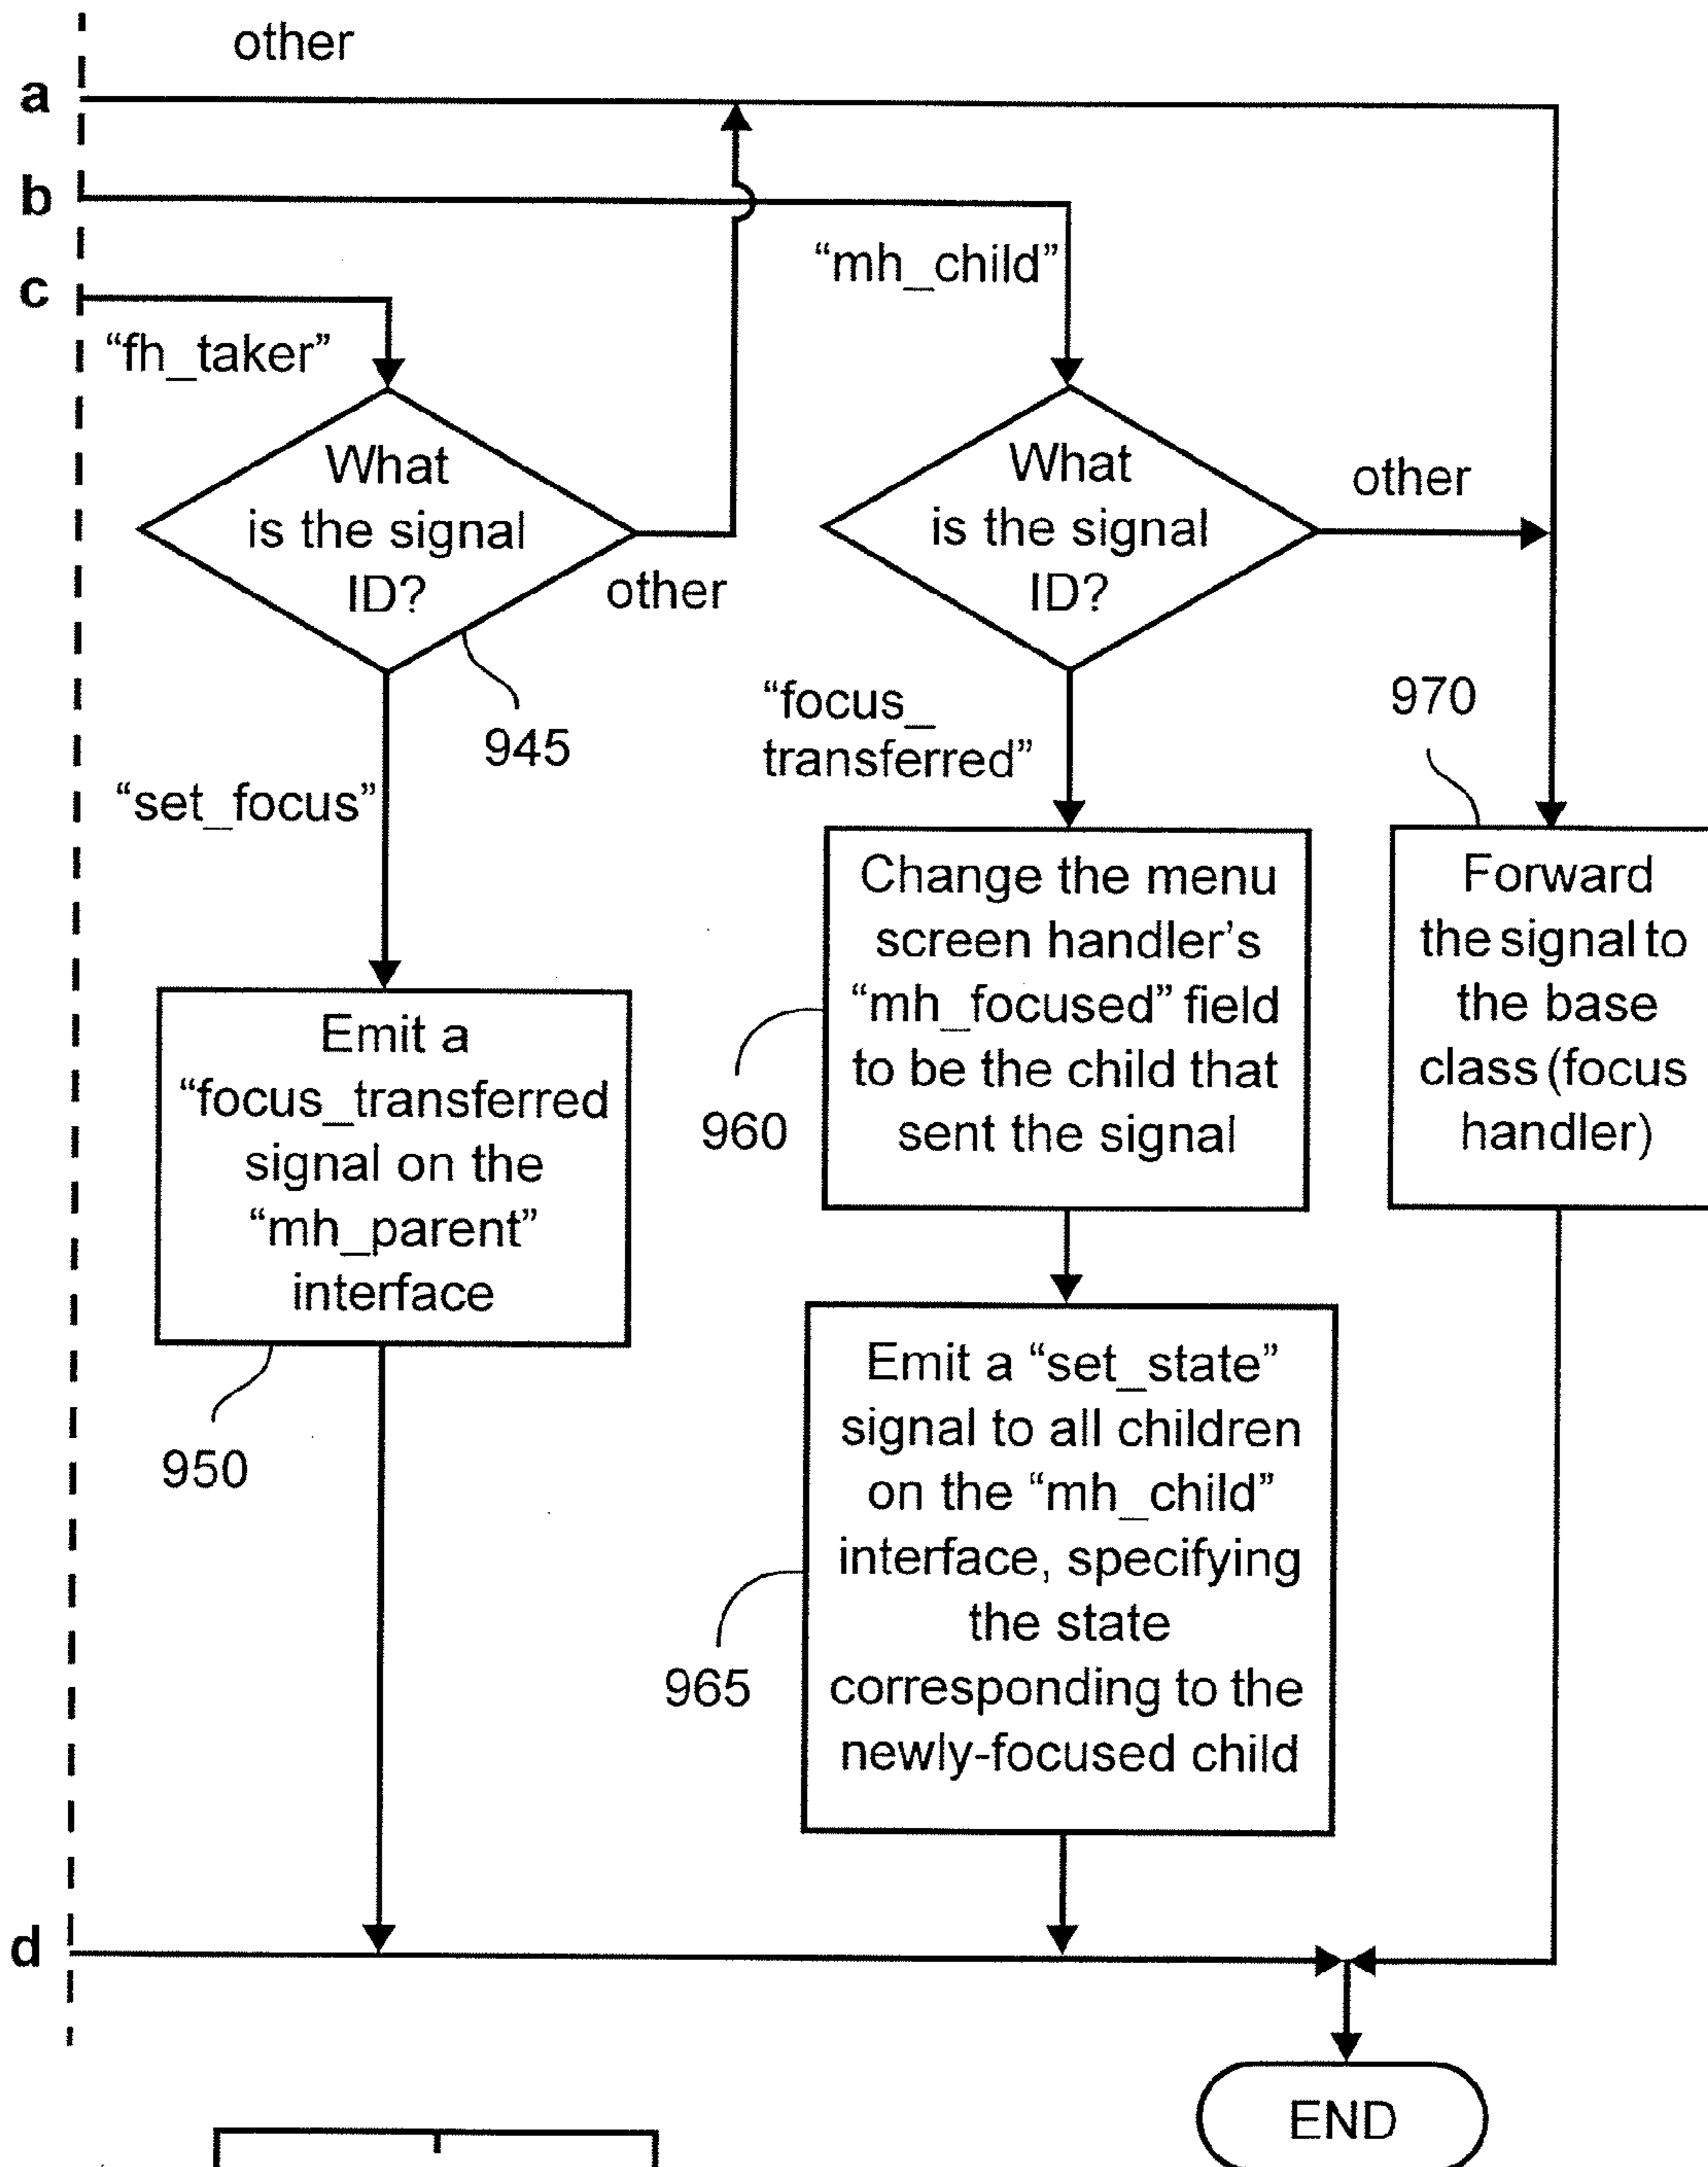 other
a
b
"mh_child"
c
"fh_taker"
What
is the signal
ID?
other
945
"set_focus"
What
is the signal
ID?
other
"focus_
transferred"
970
Emit a
"focus_transferred
signal on the
"mh_parent"
interface
950
Change the menu
screen handler's
"mh_focused" field
to be the child that
sent the signal
960
Forward
the signal to
the base
class (focus
handler)
Emit a "set_state"
signal to all children
on the "mh_child"
interface, specifying
the state
corresponding to the
newly-focused child
965
d
END